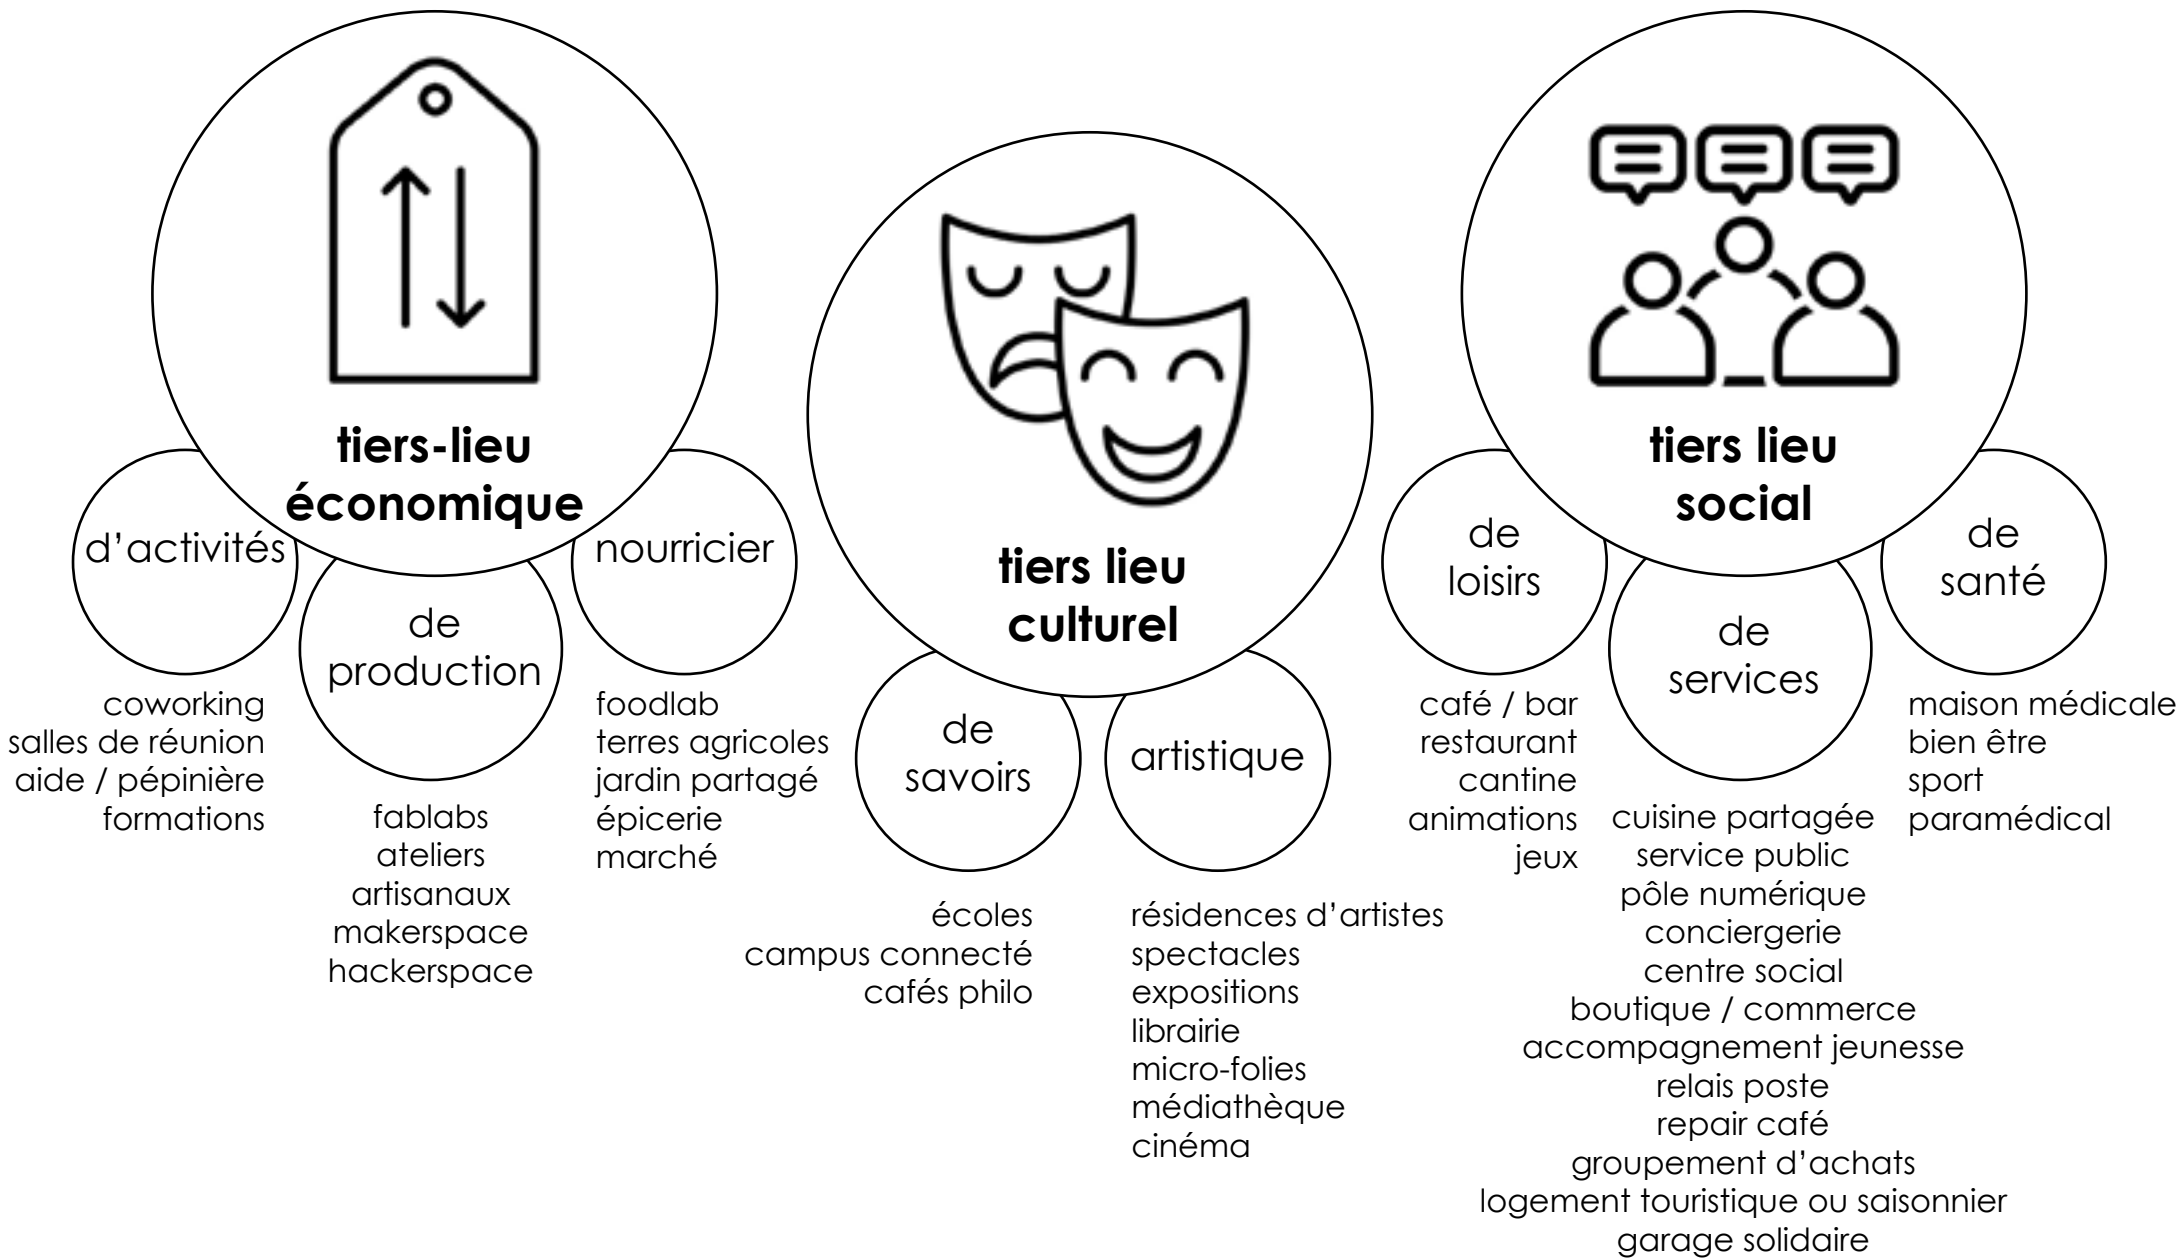 tiers-lieu
économique
d'activités
coworking
salles de réunion
aide / pépinière
formations
de
production
fablabs
ateliers
artisanaux
makerspace
hackerspace
nourricier
foodlab
terres agricoles
jardin partagé
épicerie
marché
tiers lieu
culturel
de
savoirs
écoles
campus connecté
cafés philo
artistique
résidences d'artistes
spectacles
expositions
librairie
micro-folies
médiathèque
cinéma
tiers lieu
social
de
loisirs
café / bar
restaurant
cantine
animations
jeux
de
services
cuisine partagée
service public
pôle numérique
conciergerie
centre social
boutique / commerce
accompagnement jeunesse
relais poste
repair café
groupement d'achats
logement touristique ou saisonnier
garage solidaire
de
santé
maison médicale
bien être
sport
paramédical